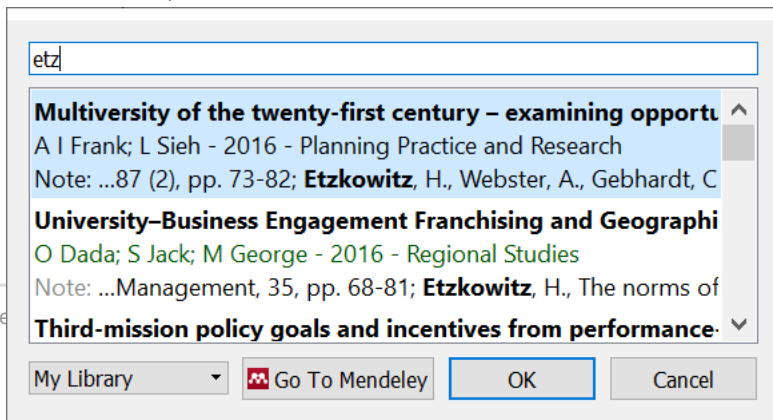 etz
Multiversity of the twenty-first century – examining opportu
A I Frank; L Sieh - 2016 - Planning Practice and Research
Note: ...87 (2), pp. 73-82; Etzkowitz, H., Webster, A., Gebhardt, C
University–Business Engagement Franchising and Geographi
O Dada; S Jack; M George - 2016 - Regional Studies
Note: ...Management, 35, pp. 68-81; Etzkowitz, H., The norms of
Third-mission policy goals and incentives from performance-
My Library Go To Mendeley OK Cancel